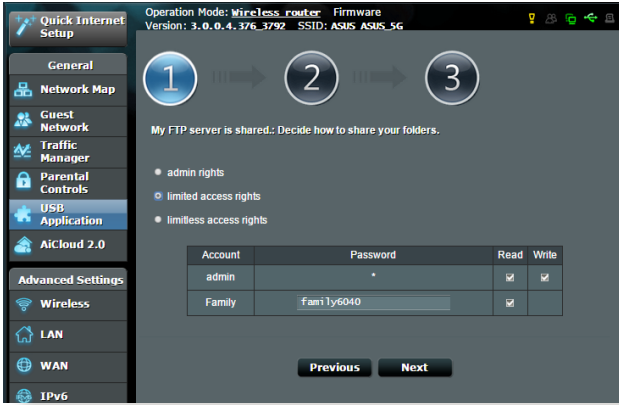 Quick Internet
Setup
General
Network Map
Guest
Network
Traffic
Manager
Parental
Controls
USB
Application
AiCloud 2.0
Advanced Settings
Wireless
LAN
WAN
IPv6
Operation Mode: Wireless router Firmware
Version: 3.0.0.4.376_3792 SSID: ASUS ASUS_5G
1 2 3
My FTP server is shared.: Decide how to share your folders.
admin rights
limited access rights
limitless access rights
Account Password Read Write
admin *
Family family6040
Previous Next